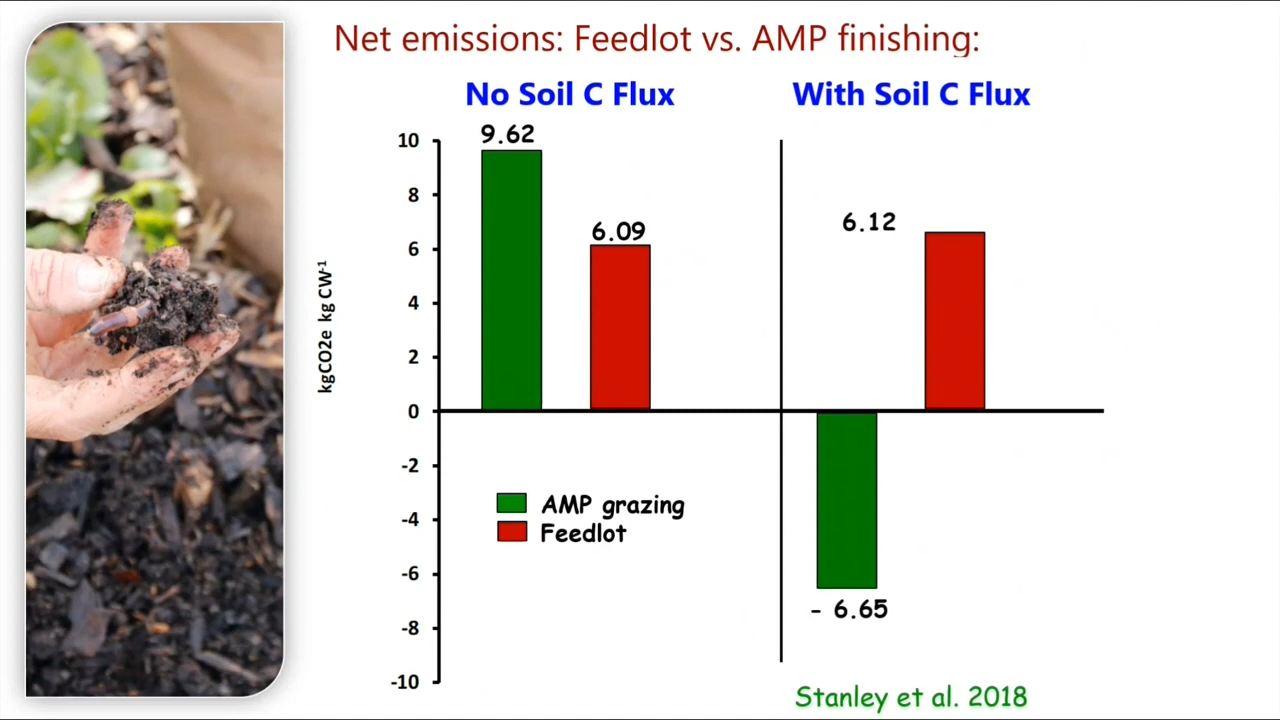 Net emissions: Feedlot vs. AMP finishing:
No Soil C Flux
With Soil C Flux
9.62
6.09
6.12
- 6.65
10
8
6
4
2
0
-2
-4
-6
-8
-10
kgCO2e kg CW⁻¹
AMP grazing
Feedlot
Stanley et al. 2018